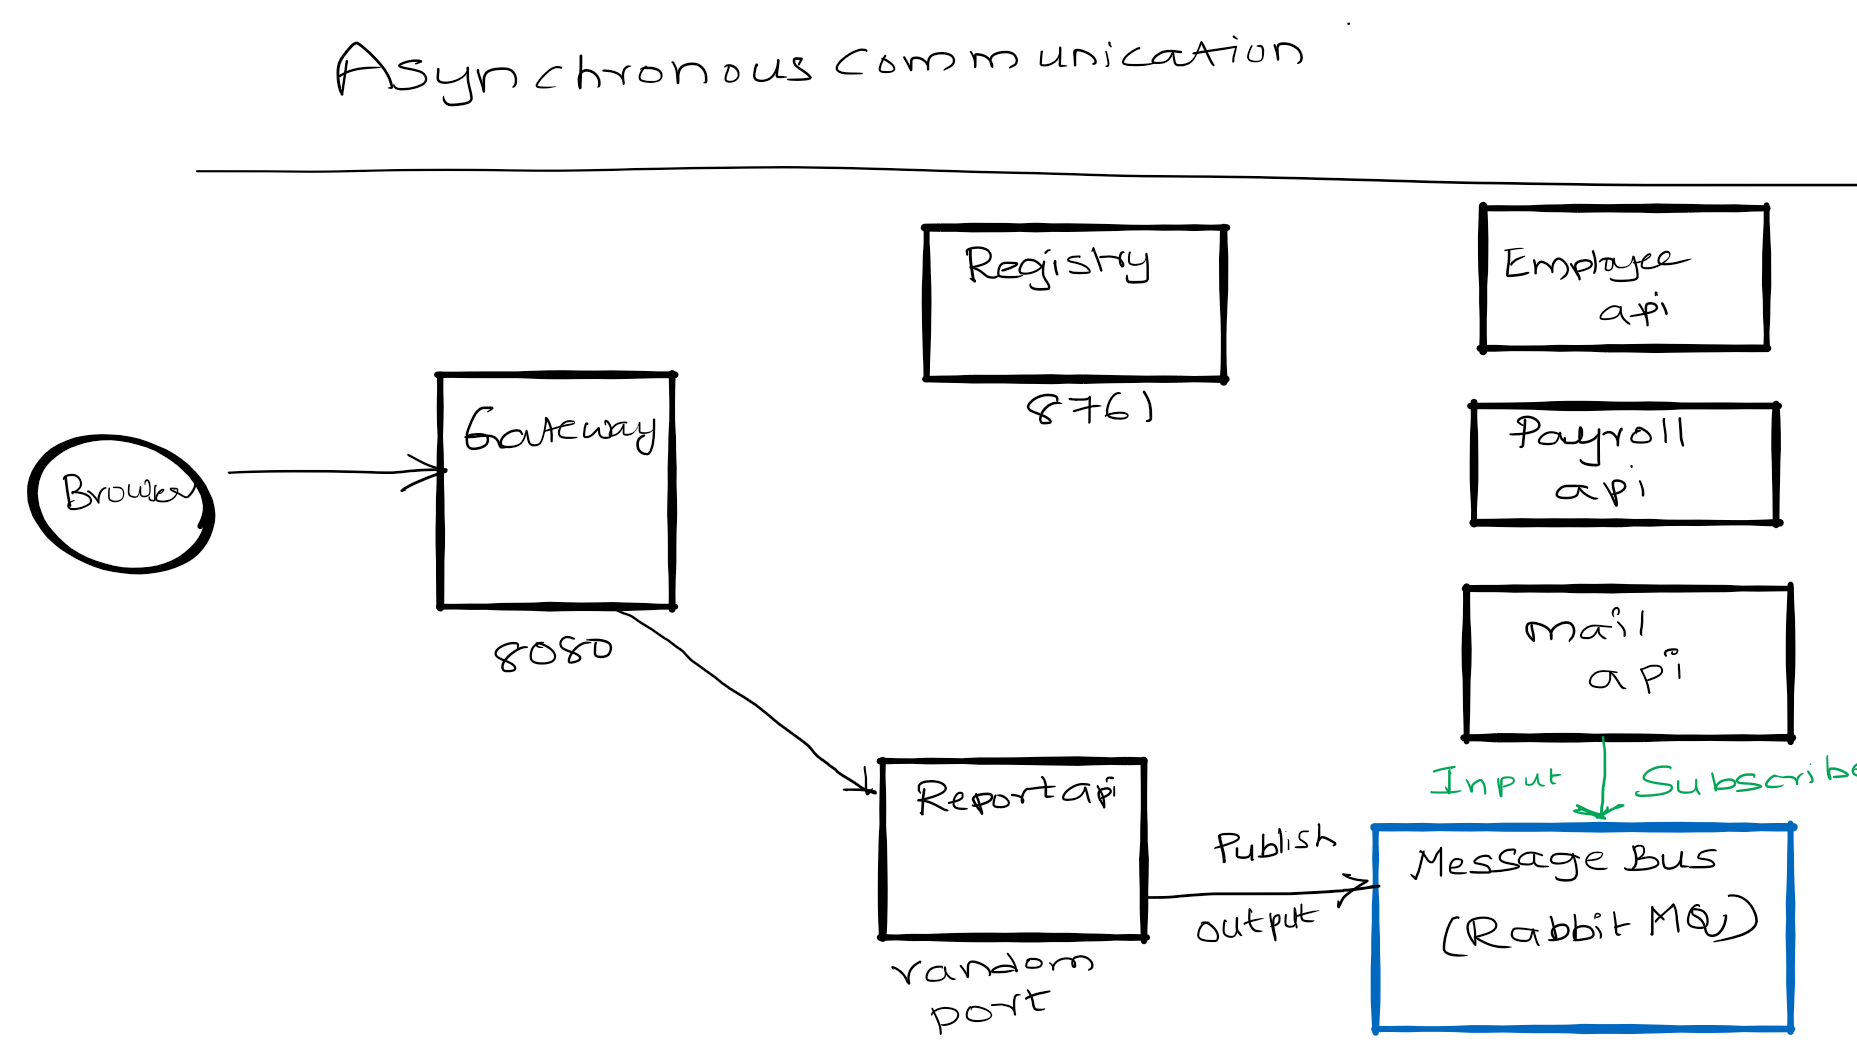 Asynchronous communication
Registry
8761
Employee
api
Gateway
8080
Browser
Payroll
api
mail
api
Input
Subscribe
Report api
random
port
Publish
output
Message Bus
(Rabbit MQ)